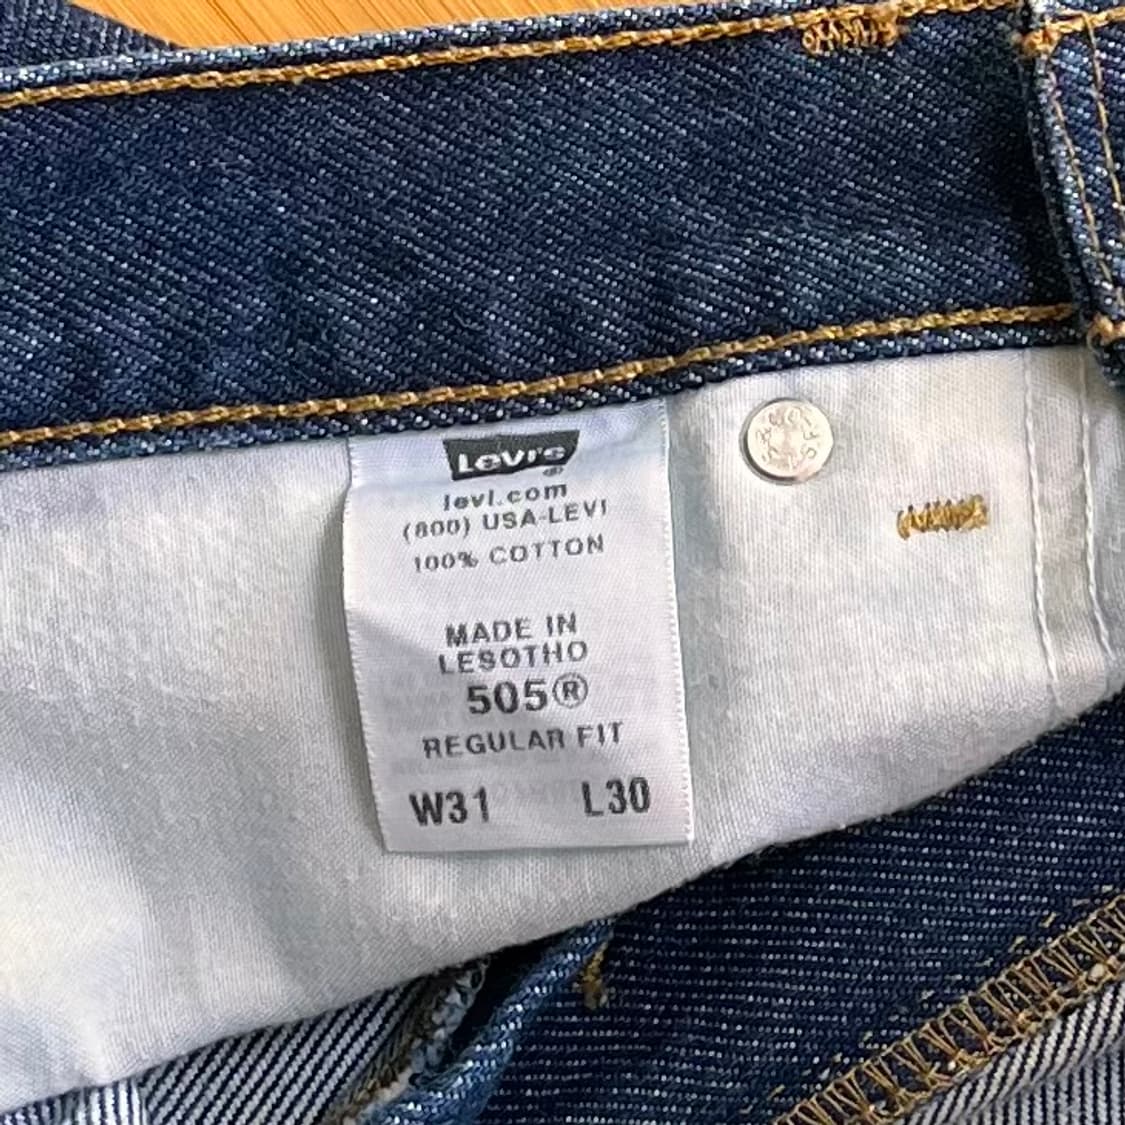 Levi's®
levi.com
(800) USA-LEVI
100% COTTON
MADE IN
LESOTHO
505®
REGULAR FIT
W31 L30